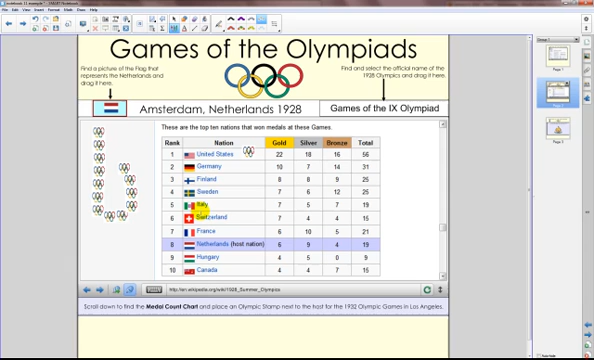 Games of the Olympiads
Find a picture of the Flag that
represents the Netherlands and
drag it here.
Find and select the official name of the
1928 Olympics and drag it here.
Amsterdam, Netherlands 1928
Games of the IX Olympiad
These are the top ten nations that won medals at these Games.
Rank Nation Gold Silver Bronze Total
1 United States 22 18 16 56
2 Germany 10 7 14 31
3 Finland 8 8 9 25
4 Sweden 7 6 12 25
5 Italy 7 5 7 19
6 Switzerland 7 4 4 15
7 France 6 10 5 21
8 Netherlands (host nation) 6 9 4 19
9 Hungary 4 5 0 9
10 Canada 4 4 7 15
http://en.wikipedia.org/wiki/1928_Summer_Olympics
Scroll down to find the Medal Count Chart and place an Olympic Stamp next to the host for the 1932 Olympic Games in Los Angeles.
Page 1
Page 2
Page 3